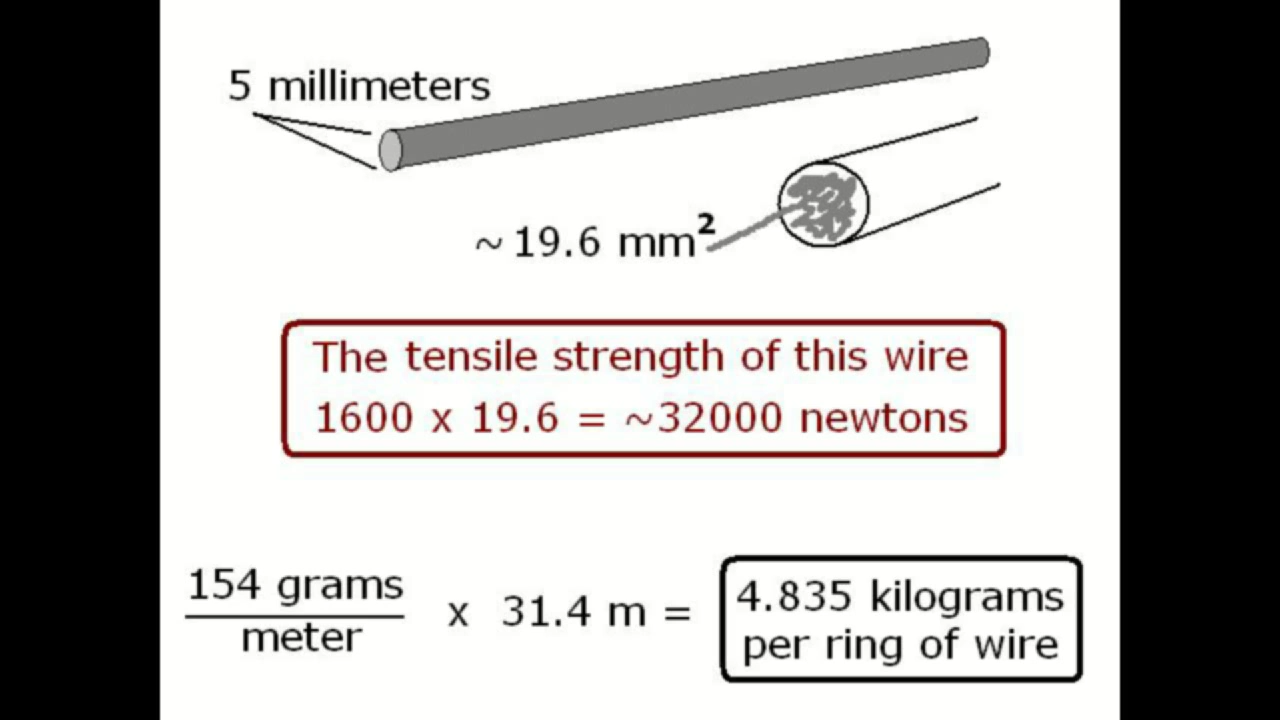 5 millimeters
~ 19.6 mm²
The tensile strength of this wire
1600 x 19.6 = ~32000 newtons
154 grams
meter
x 31.4 m =
4.835 kilograms
per ring of wire